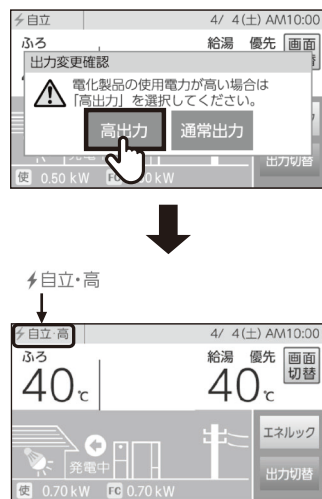 自立 4/ 4(土) AM10:00
ふろ 給湯 優先 画面
出力変更確認
電化製品の使用電力が高い場合は
「高出力」を選択してください。
高出力 通常出力
出力切替
使 0.50 kW FC
自立・高
自立・高 4/ 4(土) AM10:00
ふろ 給湯 優先 画面切替
40℃ 40℃
エネルック
発電中
出力切替
使 0.70 kW FC 0.70 kW